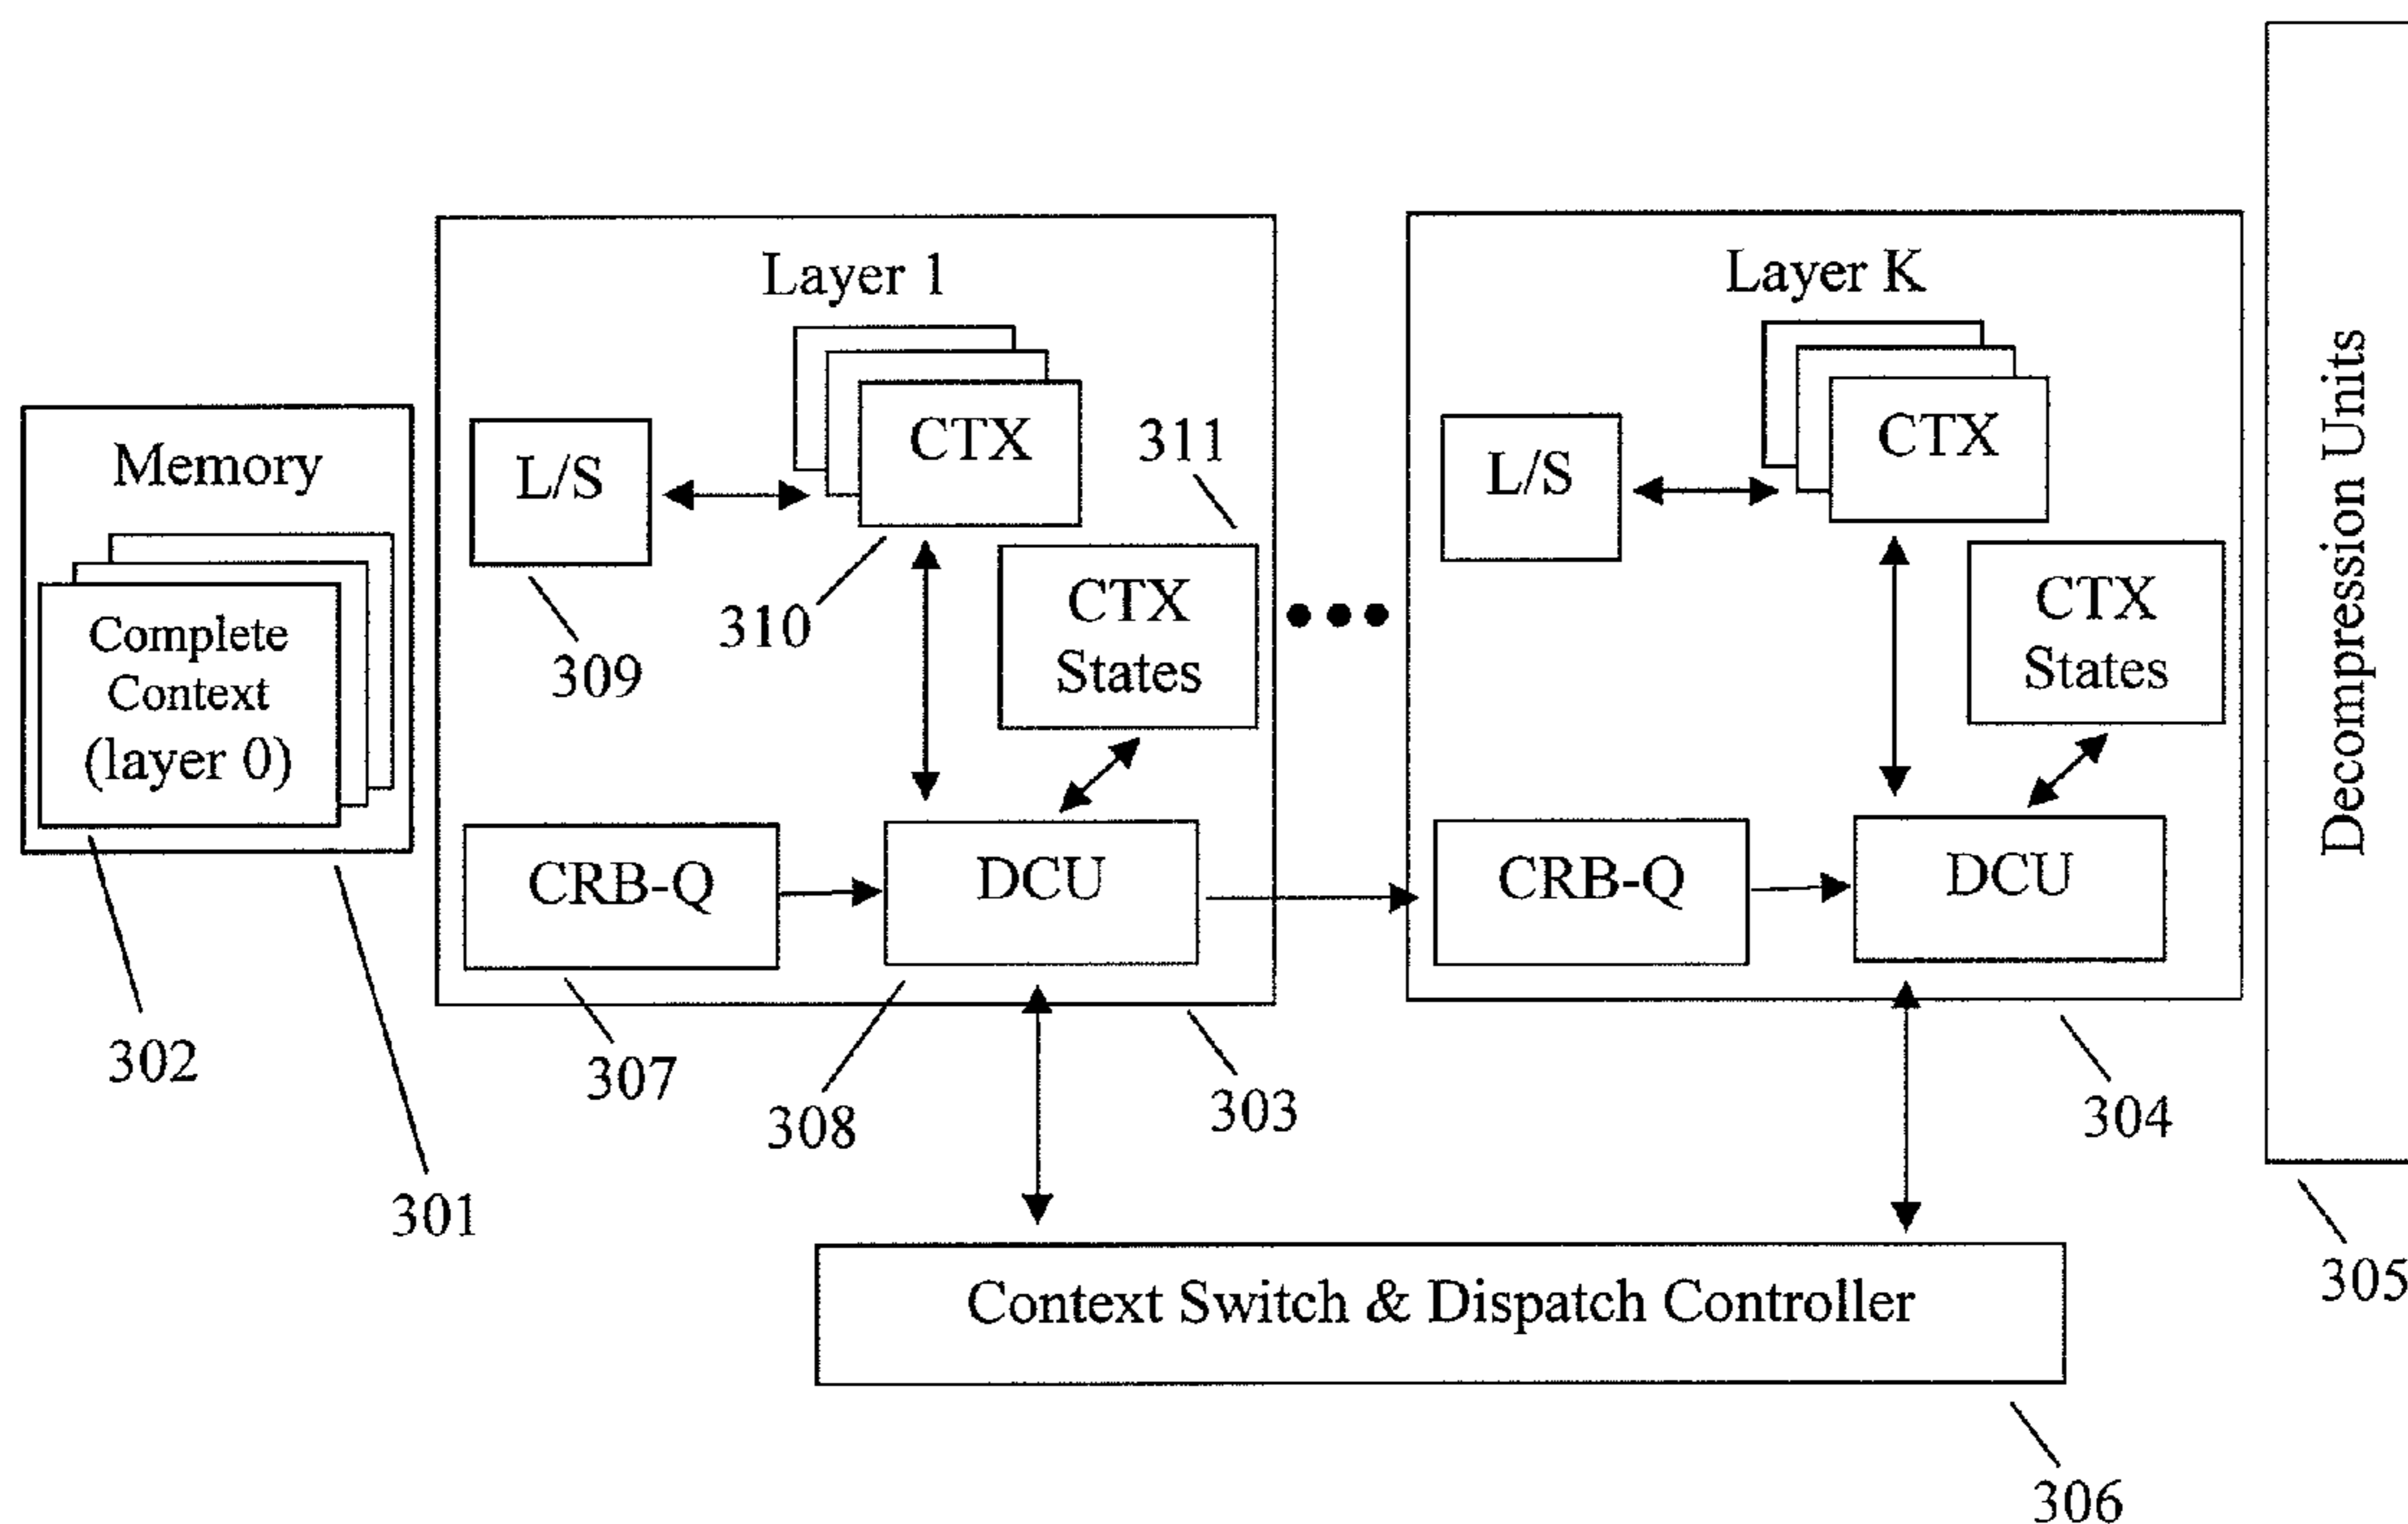 Memory
Complete
Context
(layer 0)
302
301
Layer 1
L/S
CTX
309
310
311
CTX
States
CRB-Q
DCU
307
308
303
Layer K
L/S
CTX
CTX
States
CRB-Q
DCU
304
Decompression Units
305
Context Switch & Dispatch Controller
306